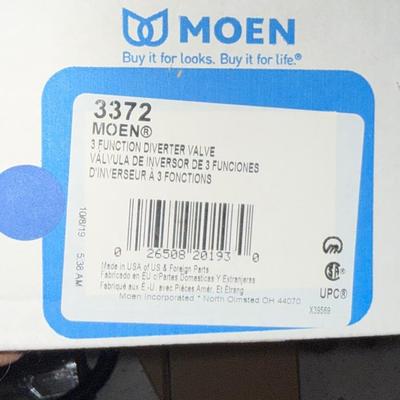 MOEN
Buy it for looks. Buy it for life.®
3372
MOEN®
3 FUNCTION DIVERTER VALVE
VÁLVULA DE INVERSOR DE 3 FUNCIONES
D'INVERSEUR À 3 FONCTIONS
10/8/19 5:36 AM
0 26508 20193 0
Made in USA of US & Foreign Parts
Fabricado en EU c/Partes Domesticas Y Extranjeras
Fabriqué aux É.-U. avec Pièces Amér. Et Étrang
Moen Incorporated * North Olmsted OH 44070
UPC®
X39569